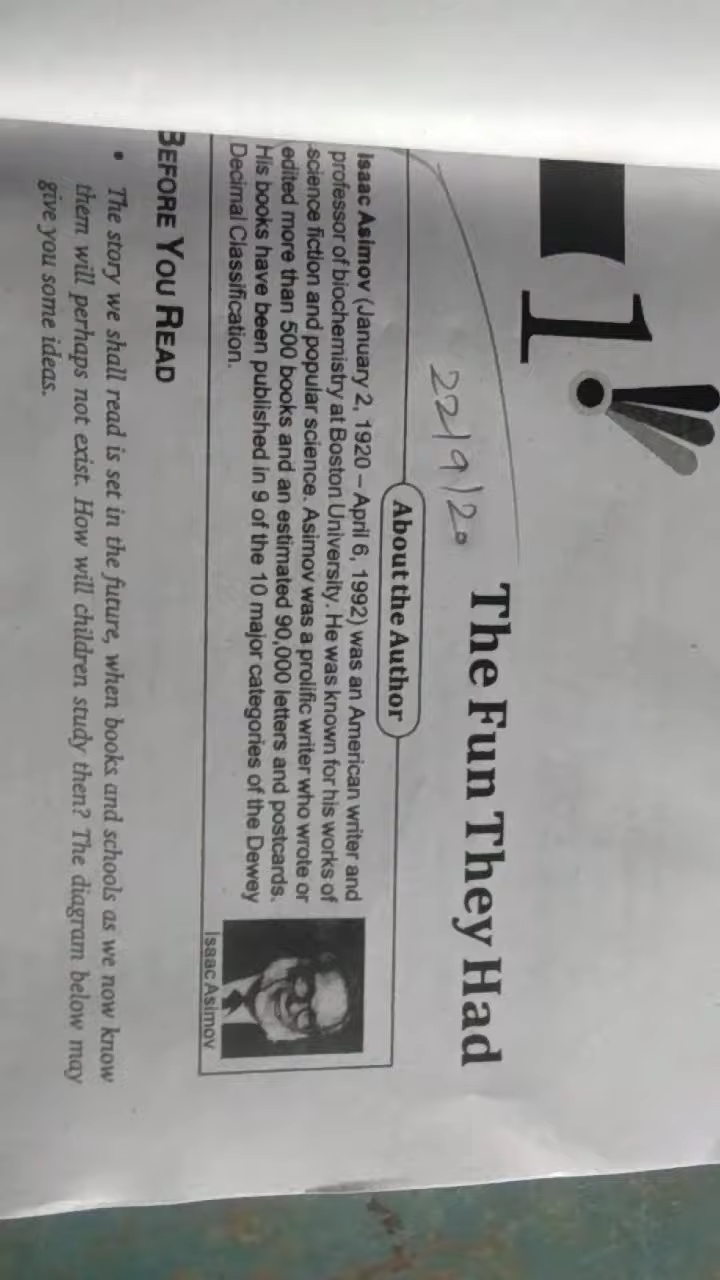 1
The Fun They Had
22/9/20
About the Author
Isaac Asimov (January 2, 1920 – April 6, 1992) was an American writer and
professor of biochemistry at Boston University. He was known for his works of
science fiction and popular science. Asimov was a prolific writer who wrote or
edited more than 500 books and an estimated 90,000 letters and postcards.
His books have been published in 9 of the 10 major categories of the Dewey
Decimal Classification.
Isaac Asimov
BEFORE YOU READ
• The story we shall read is set in the future, when books and schools as we now know
them will perhaps not exist. How will children study then? The diagram below may
give you some ideas.